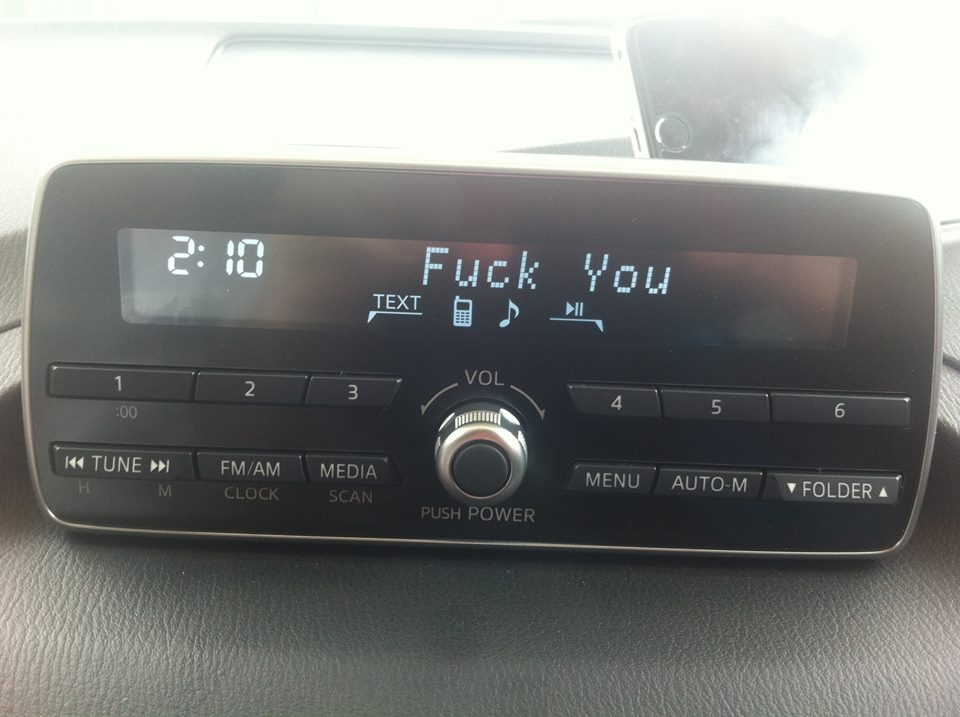 2:10 Fuck You
TEXT
VOL
1 2 3 4 5 6
:00
TUNE FM/AM MEDIA MENU AUTO-M FOLDER
H M CLOCK SCAN
PUSH POWER